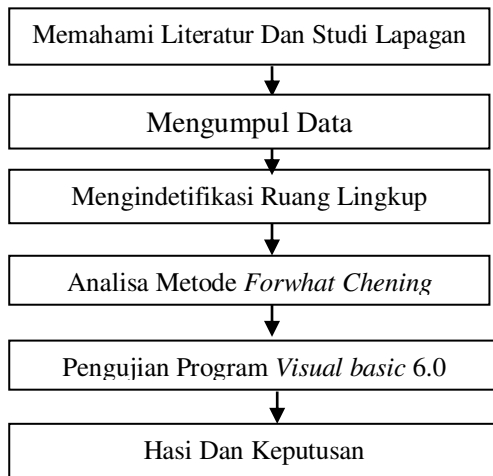 Memahami Literatur Dan Studi Lapagan
Mengumpul Data
Mengindetifikasi Ruang Lingkup
Analisa Metode Forwhat Chening
Pengujian Program Visual basic 6.0
Hasi Dan Keputusan